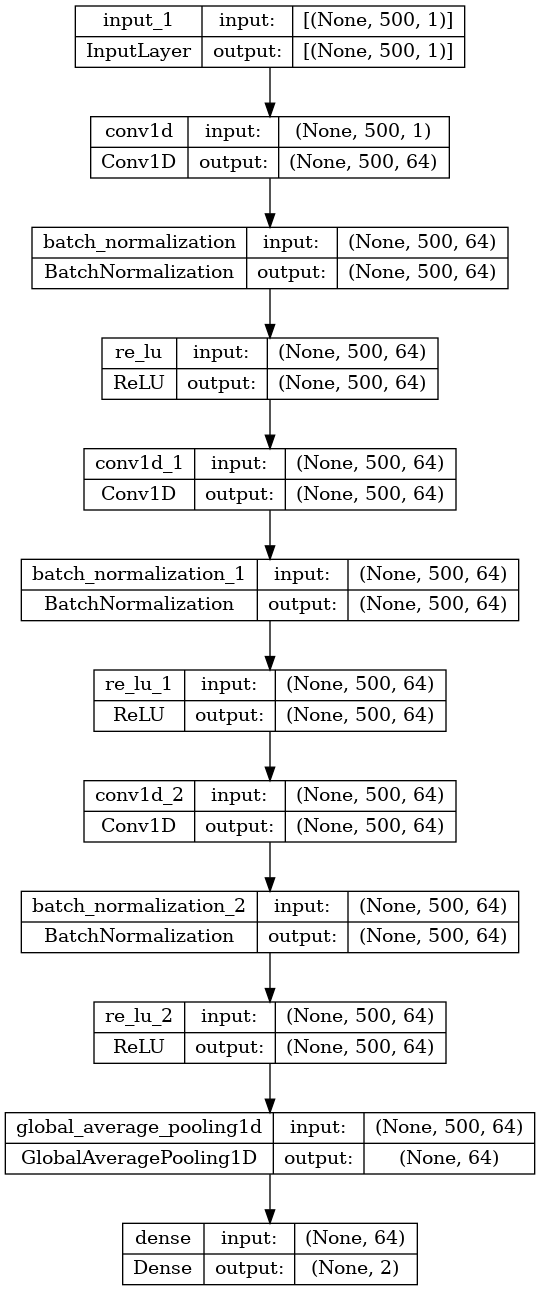 input_1 input: [(None, 500, 1)]
InputLayer output: [(None, 500, 1)]
conv1d input: (None, 500, 1)
Conv1D output: (None, 500, 64)
batch_normalization input: (None, 500, 64)
BatchNormalization output: (None, 500, 64)
re_lu input: (None, 500, 64)
ReLU output: (None, 500, 64)
conv1d_1 input: (None, 500, 64)
Conv1D output: (None, 500, 64)
batch_normalization_1 input: (None, 500, 64)
BatchNormalization output: (None, 500, 64)
re_lu_1 input: (None, 500, 64)
ReLU output: (None, 500, 64)
conv1d_2 input: (None, 500, 64)
Conv1D output: (None, 500, 64)
batch_normalization_2 input: (None, 500, 64)
BatchNormalization output: (None, 500, 64)
re_lu_2 input: (None, 500, 64)
ReLU output: (None, 500, 64)
global_average_pooling1d input: (None, 500, 64)
GlobalAveragePooling1D output: (None, 64)
dense input: (None, 64)
Dense output: (None, 2)